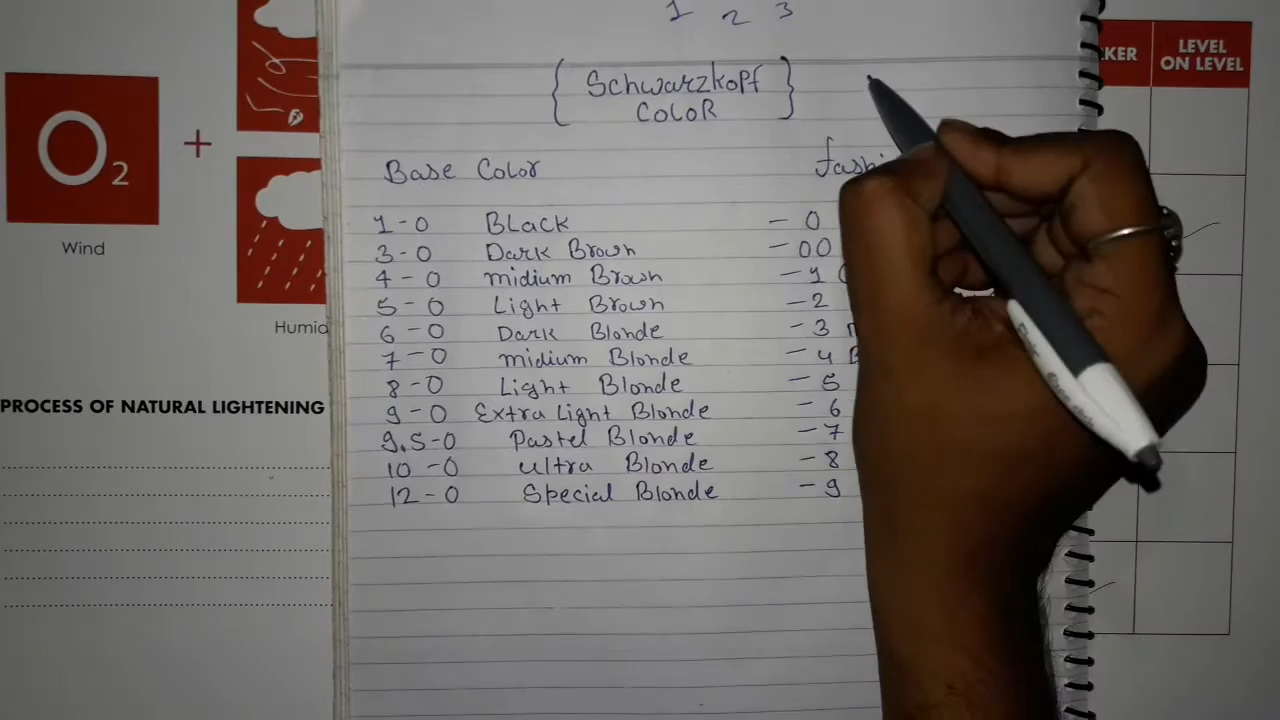 1 2 3
KER
LEVEL
ON LEVEL
{ Schwarzkopf
COLOR }
O2
+
Wind
Humid
PROCESS OF NATURAL LIGHTENING
Base Color
fashi
1-0 Black - 0
3-0 Dark Brown - 00
4-0 midium Brown - 1
5-0 Light Brown - 2
6-0 Dark Blonde - 3
7-0 midium Blonde - 4
8-0 Light Blonde - 5
9-0 Extra Light Blonde - 6
9.5-0 Pastel Blonde - 7
10-0 ultra Blonde - 8
12-0 Special Blonde - 9